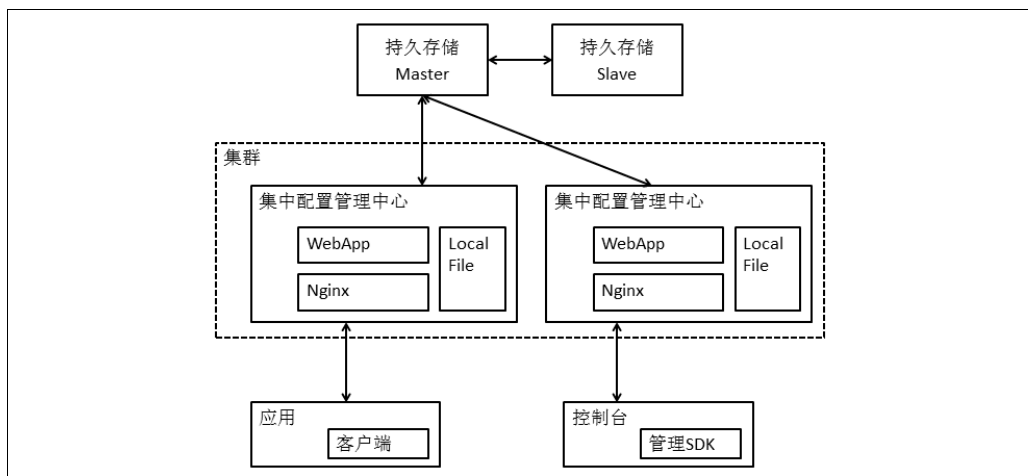 持久存储
Master
持久存储
Slave
集群
集中配置管理中心
WebApp
Nginx
Local
File
集中配置管理中心
WebApp
Nginx
Local
File
应用
客户端
控制台
管理SDK